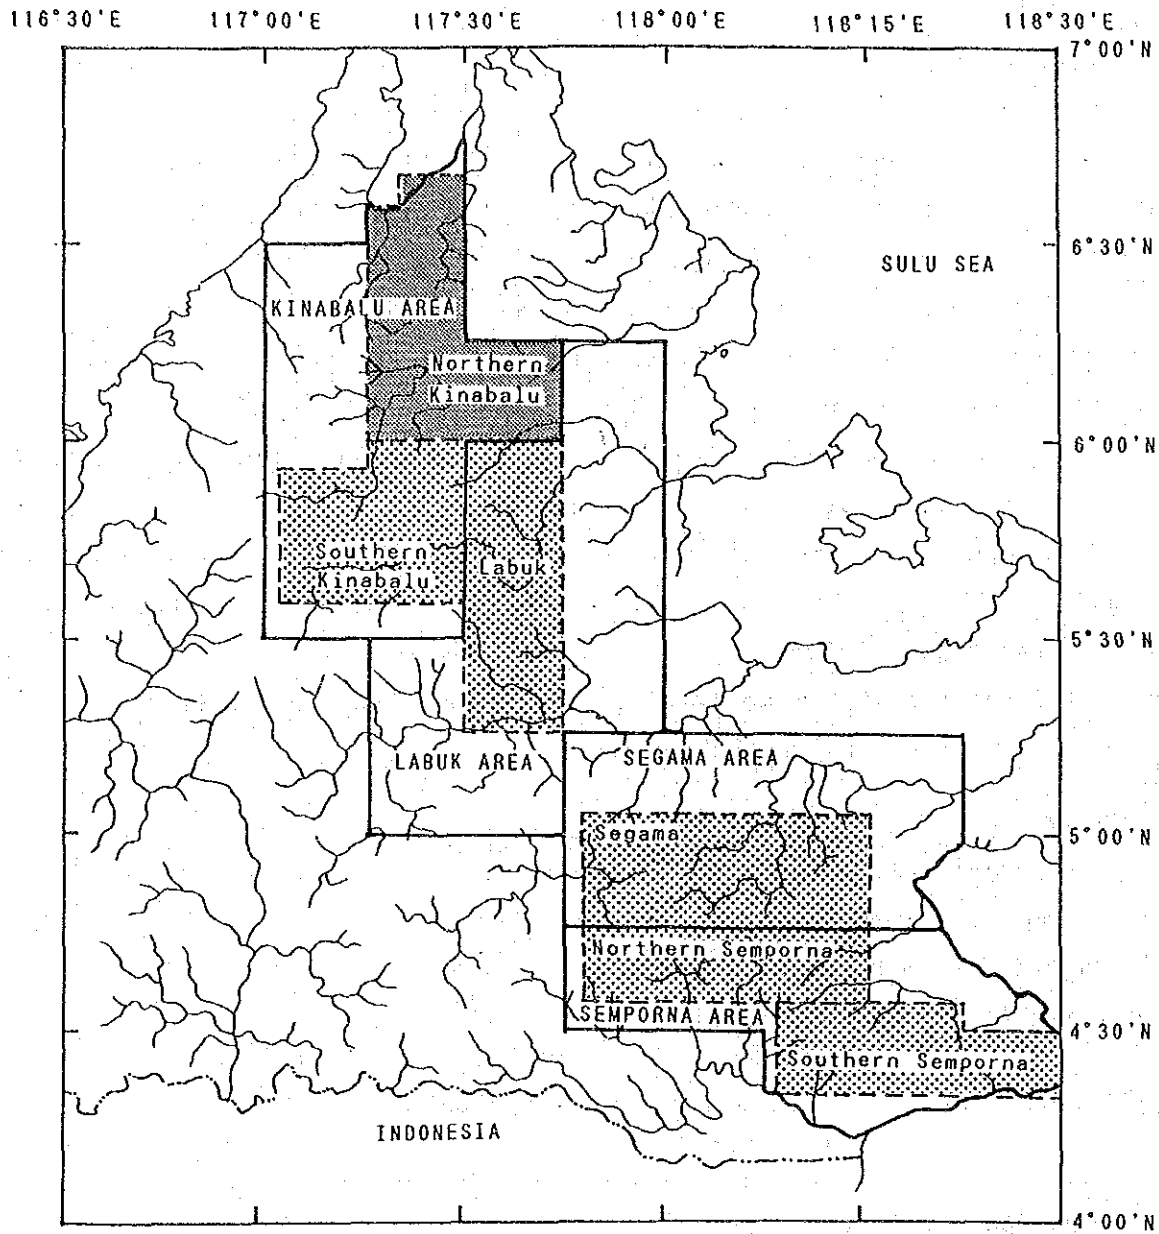 116°30'E 117°00'E 117°30'E 118°00'E 118°15'E 118°30'E
7°00'N
6°30'N
SULU SEA
KINABALU AREA
Northern
Kinabalu
6°00'N
Southern
Kinabalu
Labuk
5°30'N
LABUK AREA
SEGAMA AREA
Segama
5°00'N
Northern Semporna
SEMPORNA AREA
4°30'N
Southern Semporna
INDONESIA
4°00'N